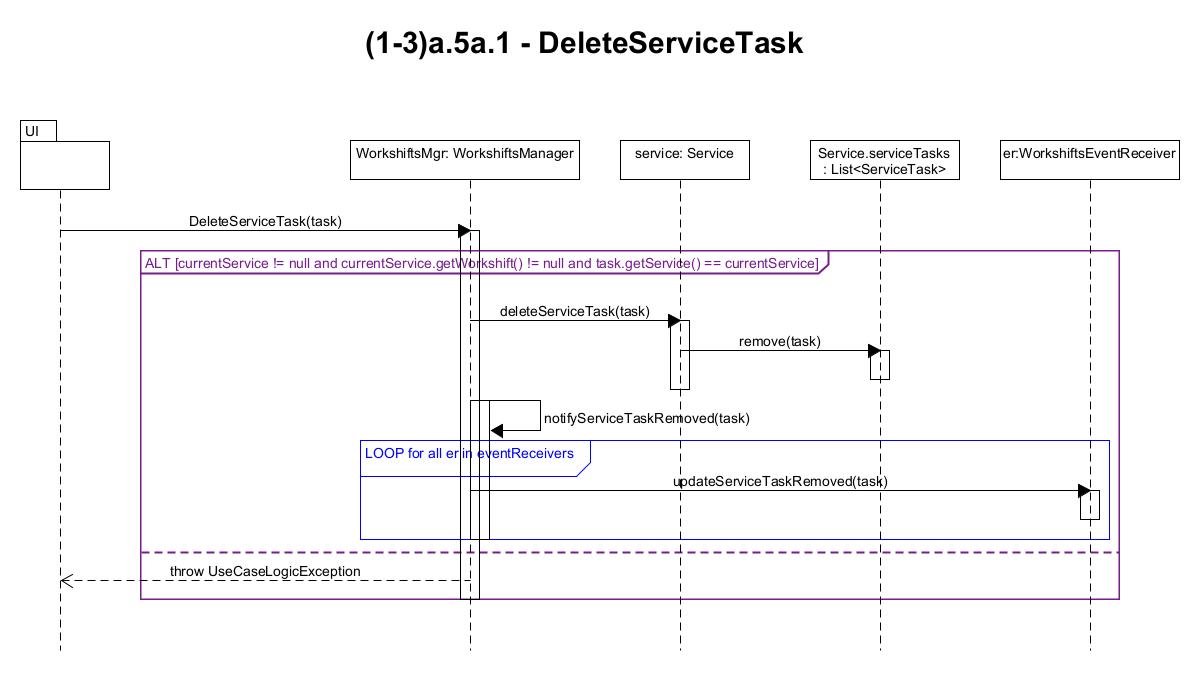 (1-3)a.5a.1 - DeleteServiceTask
UI
WorkshiftsMgr: WorkshiftsManager
service: Service
Service.serviceTasks
: List<ServiceTask>
er:WorkshiftsEventReceiver
DeleteServiceTask(task)
ALT [currentService != null and currentService.getWorkshift() != null and task.getService() == currentService]
deleteServiceTask(task)
remove(task)
notifyServiceTaskRemoved(task)
LOOP for all er in eventReceivers
updateServiceTaskRemoved(task)
throw UseCaseLogicException